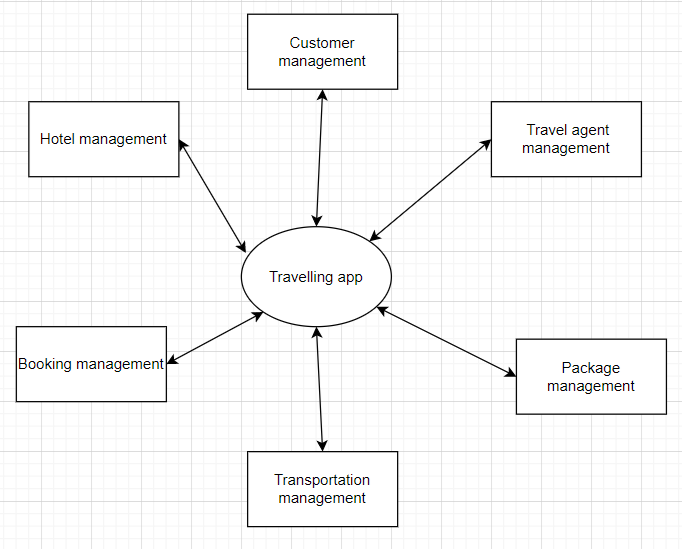 Customer
management
Hotel management
Travel agent
management
Travelling app
Booking management
Package
management
Transportation
management